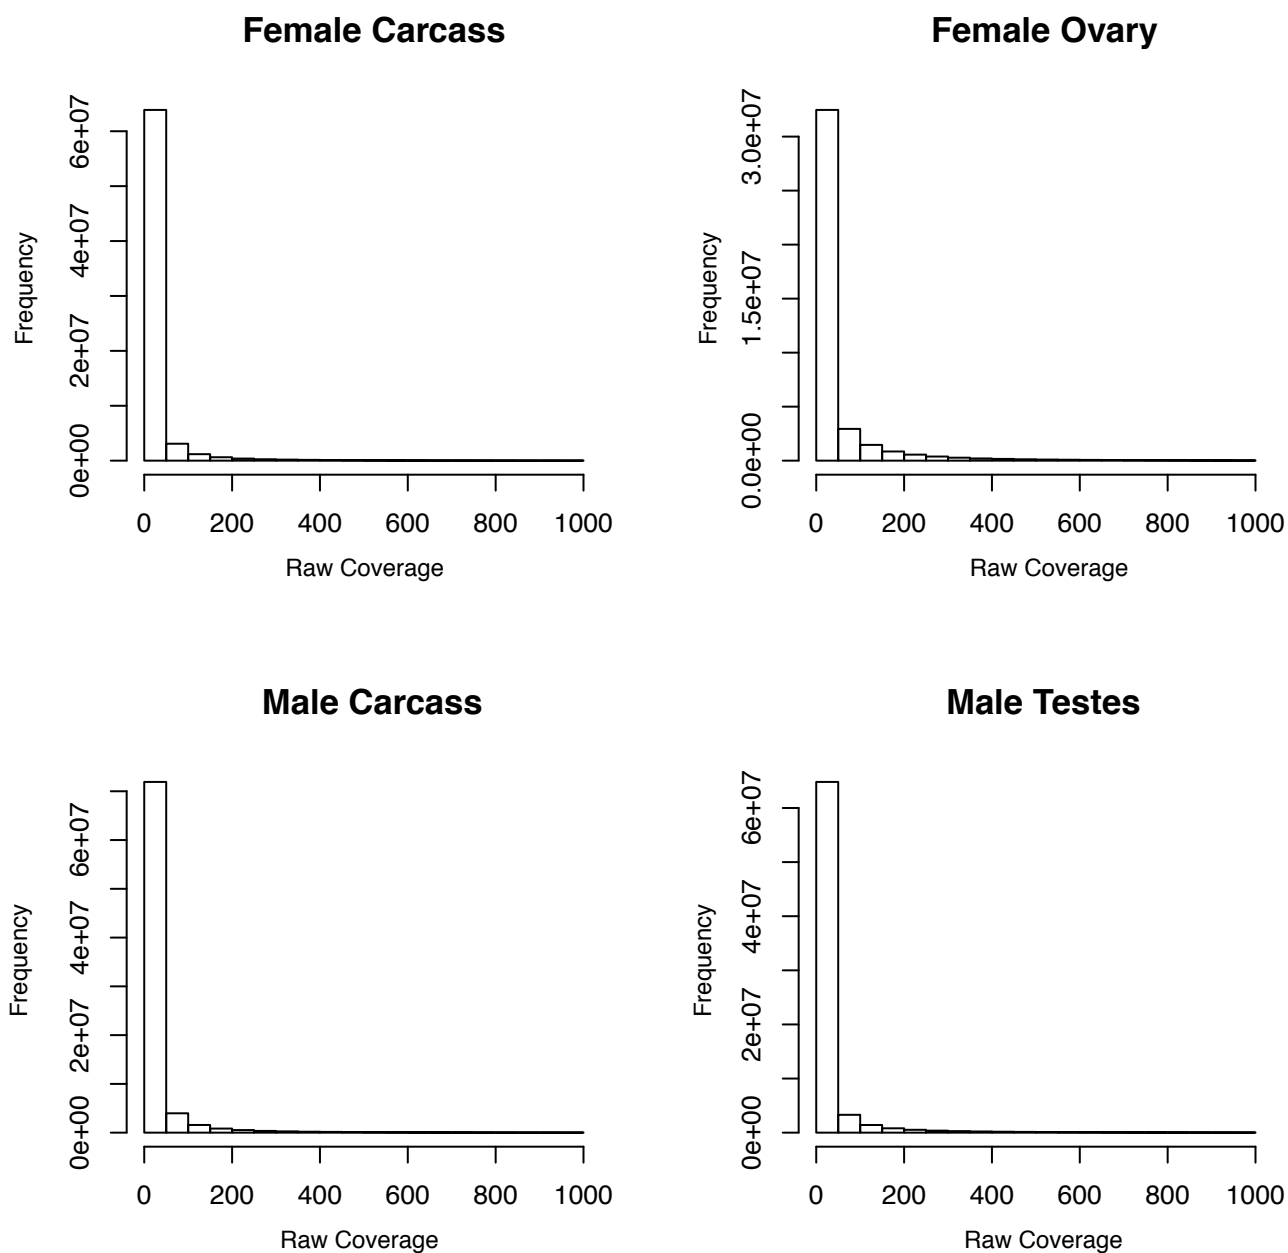 Female Carcass
Frequency
0e+00 2e+07 4e+07 6e+07
0 200 400 600 800 1000
Raw Coverage
Female Ovary
Frequency
0.0e+00 1.5e+07 3.0e+07
0 200 400 600 800 1000
Raw Coverage
Male Carcass
Frequency
0e+00 2e+07 4e+07 6e+07
0 200 400 600 800 1000
Raw Coverage
Male Testes
Frequency
0e+00 2e+07 4e+07 6e+07
0 200 400 600 800 1000
Raw Coverage